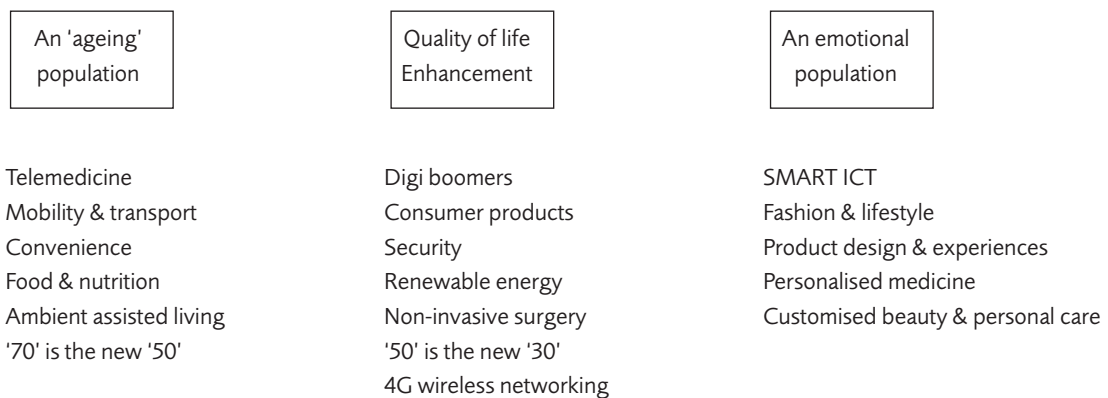 An ‘ageing’
population
Telemedicine
Mobility & transport
Convenience
Food & nutrition
Ambient assisted living
‘70’ is the new ‘50’
Quality of life
Enhancement
Digi boomers
Consumer products
Security
Renewable energy
Non-invasive surgery
‘50’ is the new ‘30’
4G wireless networking
An emotional
population
SMART ICT
Fashion & lifestyle
Product design & experiences
Personalised medicine
Customised beauty & personal care